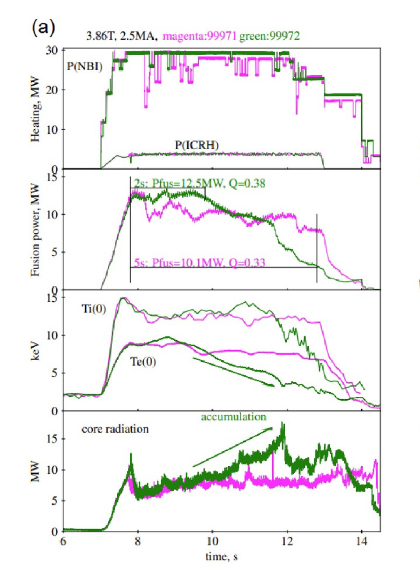 (a)
3.86T, 2.5MA, magenta:99971 green:99972
30
P(NBI)
20
Heating, MW
10
P(ICRH)
0
15
2s: Pfus=12.5MW, Q=0.38
10
Fusion power, MW
5
5s: Pfus=10.1MW, Q=0.33
0
15
Ti(0)
10
keV
Te(0)
5
0
accumulation
core radiation
15
MW
10
5
0
6 8 10 12 14
time, s